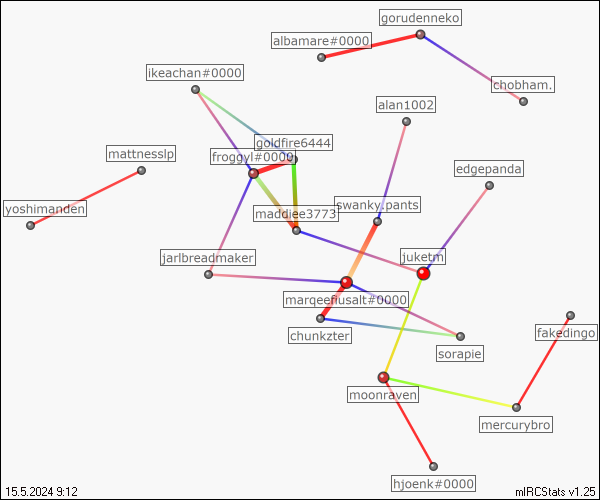 gorudenneko
albamare#0000
ikeachan#0000
chobham.
alan1002
goldfire6444
mattnesslp
froggyl#0000
edgepanda
yoshimanden
swanky.pants
maddiee3773
jarlbreadmaker
juketm
marqeefiusalt#0000
chunkzter
fakedingo
sorapie
moonraven
mercurybro
hjoenk#0000
15.5.2024 9:12
mIRCStats v1.25